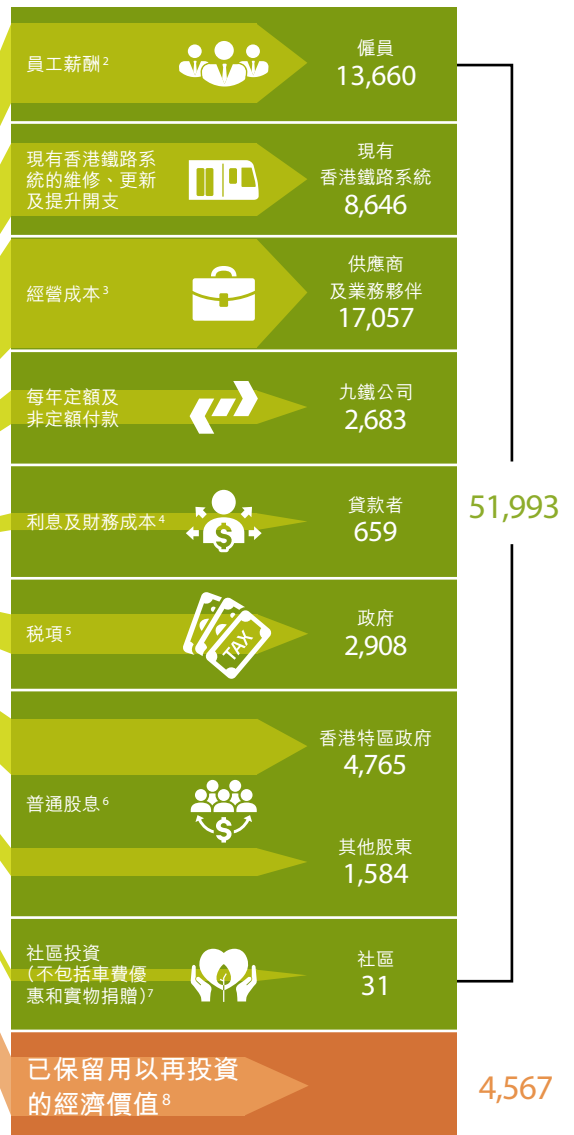 員工薪酬2
僱員
13,660
現有香港鐵路系
統的維修、更新
及提升開支
現有
香港鐵路系統
8,646
經營成本3
供應商
及業務夥伴
17,057
每年定額及
非定額付款
九鐵公司
2,683
利息及財務成本4
$
貸款者
659
51,993
税項5
TAX
政府
2,908
普通股息6
$
香港特區政府
4,765
其他股東
1,584
社區投資
(不包括車費優
惠和實物捐贈)7
社區
31
已保留用以再投資
的經濟價值8
4,567